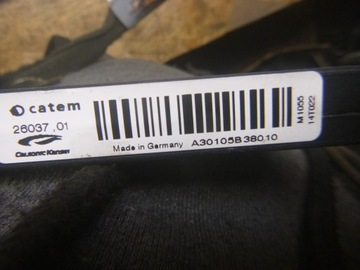 catem
26037 .01
Calsonic Kansei
Made in Germany A30105B380.10
M1055
14T022